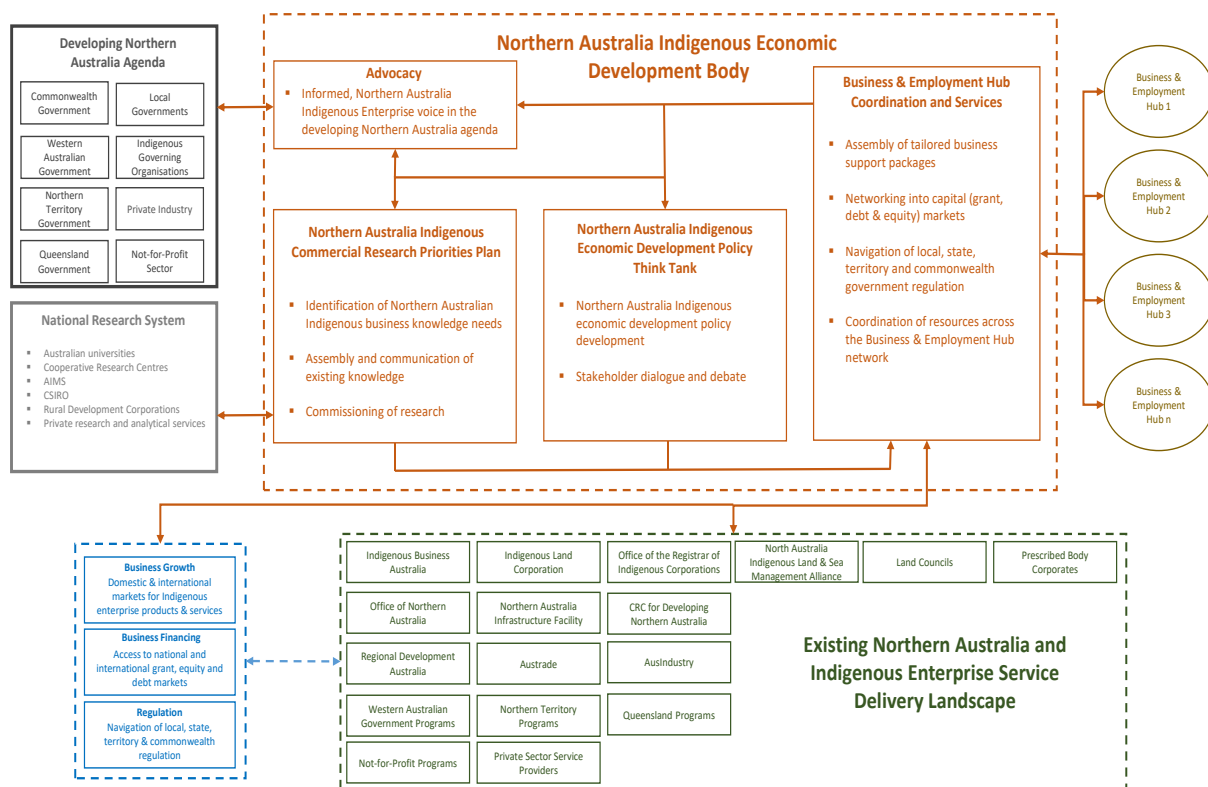 Developing Northern
Australia Agenda
Commonwealth
Government
Local
Governments
Western
Australian
Government
Indigenous
Governing
Organisations
Northern
Territory
Government
Private Industry
Queensland
Government
Not-for-Profit
Sector
National Research System
Australian universities
Cooperative Research Centres
AIMS
CSIRO
Rural Development Corporations
Private research and analytical services
Northern Australia Indigenous Economic
Development Body
Advocacy
Informed, Northern Australia
Indigenous Enterprise voice in the
developing Northern Australia agenda
Northern Australia Indigenous
Commercial Research Priorities Plan
Identification of Northern Australian
Indigenous business knowledge needs
Assembly and communication of
existing knowledge
Commissioning of research
Northern Australia Indigenous
Economic Development Policy
Think Tank
Northern Australia Indigenous
economic development policy
development
Stakeholder dialogue and debate
Business & Employment Hub
Coordination and Services
Assembly of tailored business
support packages
Networking into capital (grant,
debt & equity) markets
Navigation of local, state,
territory and commonwealth
government regulation
Coordination of resources across
the Business & Employment Hub
network
Business &
Employment
Hub 1
Business &
Employment
Hub 2
Business &
Employment
Hub 3
Business &
Employment
Hub n
Business Growth
Domestic & international
markets for Indigenous
enterprise products & services
Business Financing
Access to national and
international grant, equity and
debt markets
Regulation
Navigation of local, state,
territory & commonwealth
regulation
Indigenous Business
Australia
Indigenous Land
Corporation
Office of the Registrar of
Indigenous Corporations
North Australia
Indigenous Land & Sea
Management Alliance
Land Councils
Prescribed Body
Corporates
Office of Northern
Australia
Northern Australia
Infrastructure Facility
CRC for Developing
Northern Australia
Regional Development
Australia
Austrade
AusIndustry
Western Australian
Government Programs
Northern Territory
Programs
Queensland Programs
Not-for-Profit Programs
Private Sector Service
Providers
Existing Northern Australia and
Indigenous Enterprise Service
Delivery Landscape